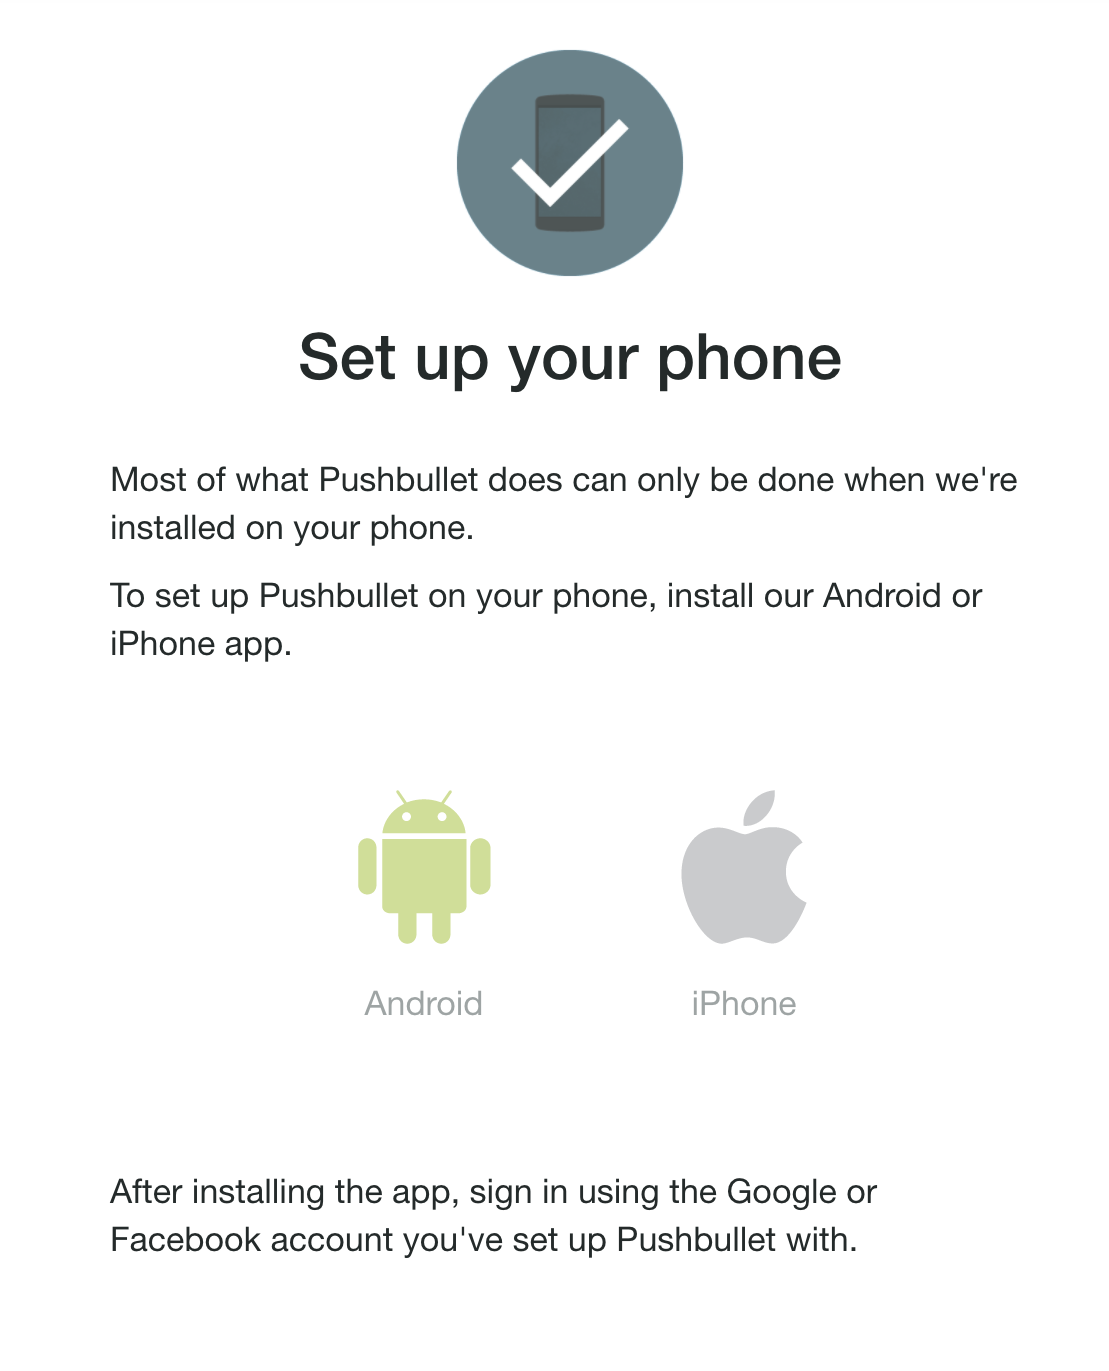 Set up your phone
Most of what Pushbullet does can only be done when we're
installed on your phone.
To set up Pushbullet on your phone, install our Android or
iPhone app.
Android
iPhone
After installing the app, sign in using the Google or
Facebook account you've set up Pushbullet with.